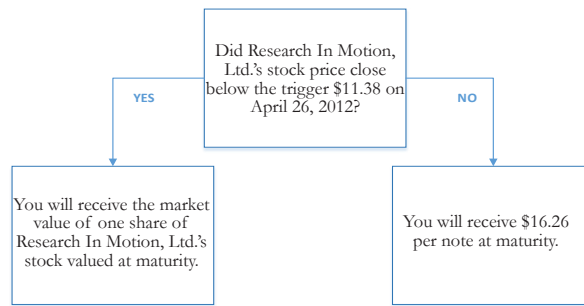 Did Research In Motion,
Ltd.'s stock price close
below the trigger $11.38 on
April 26, 2012?
YES
NO
You will receive the market
value of one share of
Research In Motion, Ltd.'s
stock valued at maturity.
You will receive $16.26
per note at maturity.